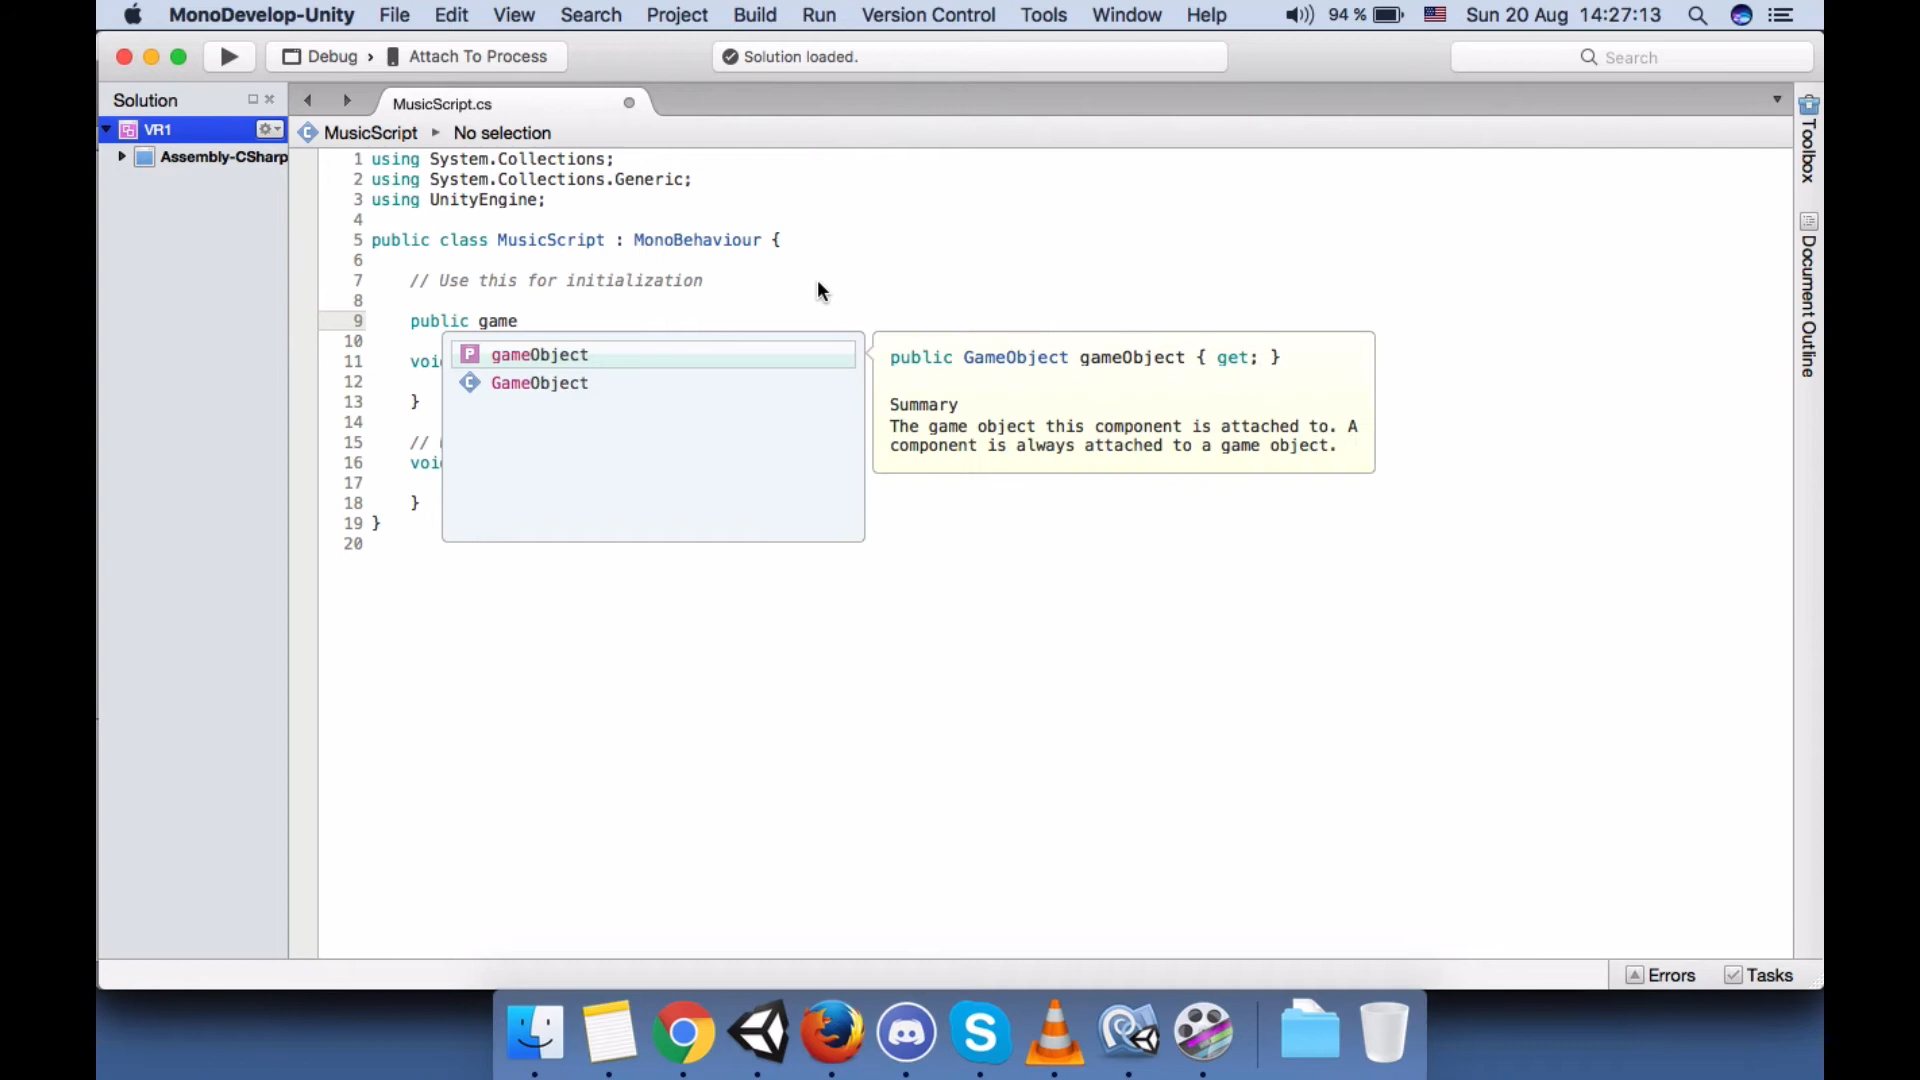 MonoDevelop-Unity File Edit View Search Project Build Run Version Control Tools Window Help 94 % Sun 20 Aug 14:27:13
Debug › Attach To Process Solution loaded. Search
Solution MusicScript.cs
VR1 MusicScript ▸ No selection
Assembly-CSharp
Toolbox
Document Outline
1 using System.Collections;
2 using System.Collections.Generic;
3 using UnityEngine;
4
5 public class MusicScript : MonoBehaviour {
6
7 // Use this for initialization
8
9 public game
10
11 void
12
13 }
14
15 //
16 void
17
18 }
19 }
20
P gameObject
C GameObject
public GameObject gameObject { get; }
Summary
The game object this component is attached to. A
component is always attached to a game object.
Errors Tasks